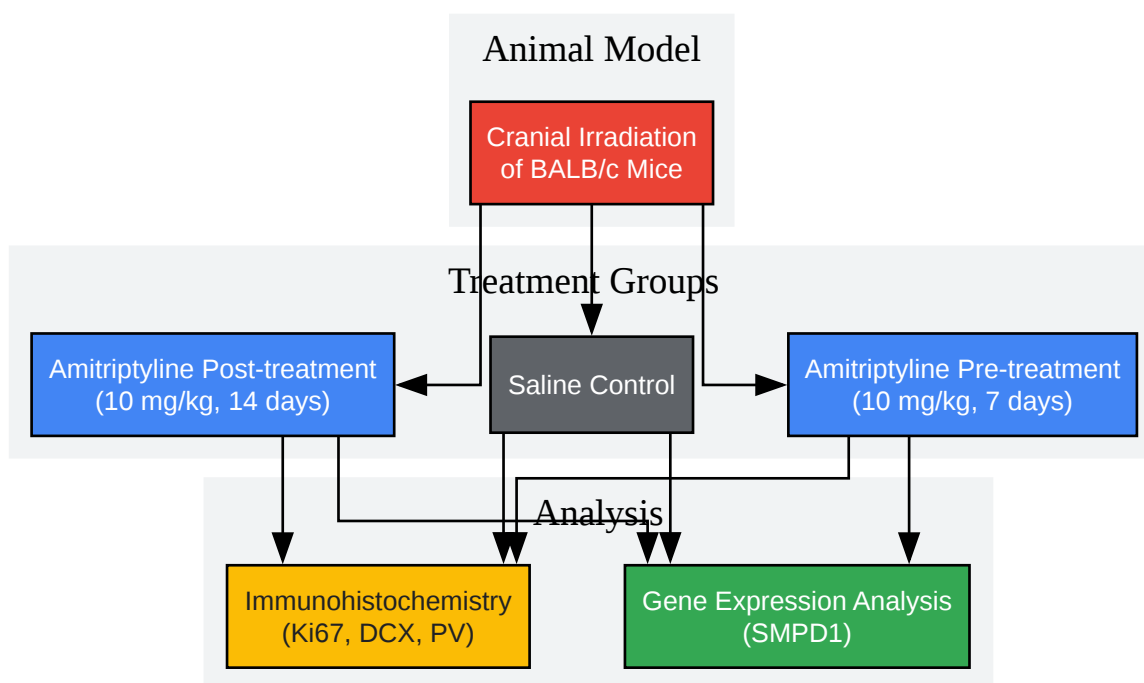 Animal Model
Cranial Irradiation
of BALB/c Mice
Treatment Groups
Amitriptyline Post-treatment
(10 mg/kg, 14 days)
Saline Control
Amitriptyline Pre-treatment
(10 mg/kg, 7 days)
Analysis
Immunohistochemistry
(Ki67, DCX, PV)
Gene Expression Analysis
(SMPD1)